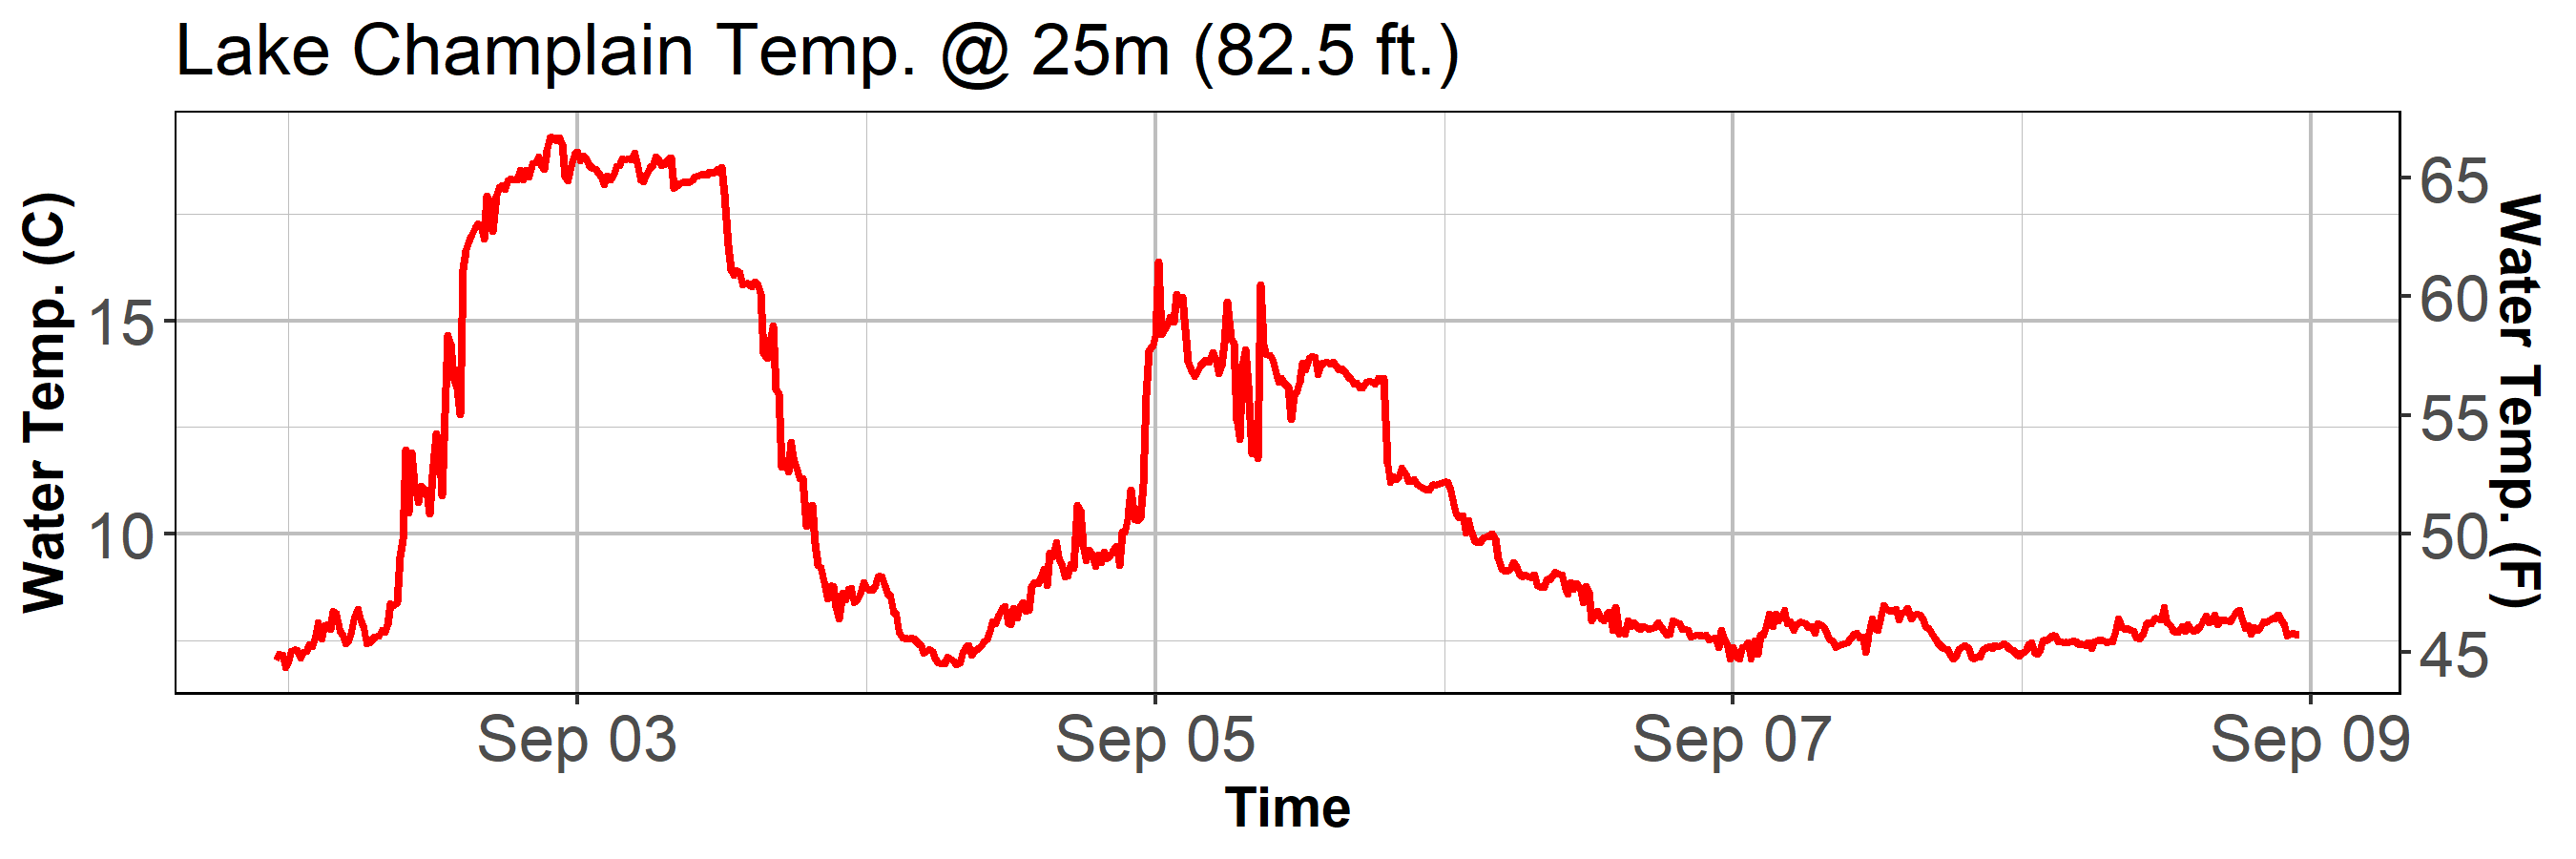 Lake Champlain Temp. @ 25m (82.5 ft.)
Water Temp. (C)
15
10
65
60
55
50
45
Water Temp. (F)
Sep 03
Sep 05
Sep 07
Sep 09
Time